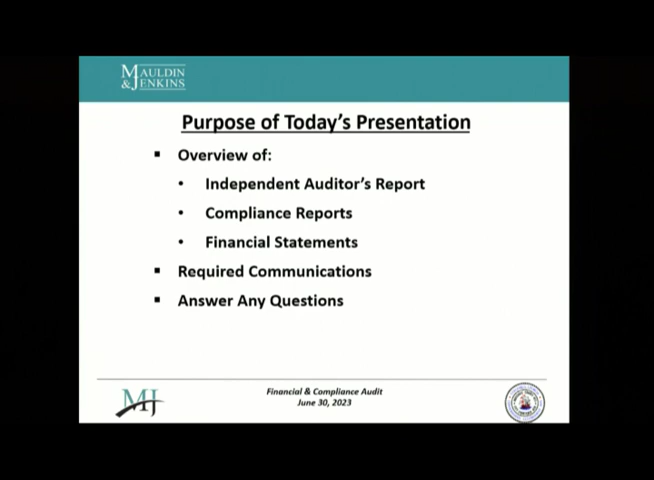 MAULDIN
& JENKINS
Purpose of Today's Presentation
▪ Overview of:
• Independent Auditor's Report
• Compliance Reports
• Financial Statements
▪ Required Communications
▪ Answer Any Questions
MJ
Financial & Compliance Audit
June 30, 2023